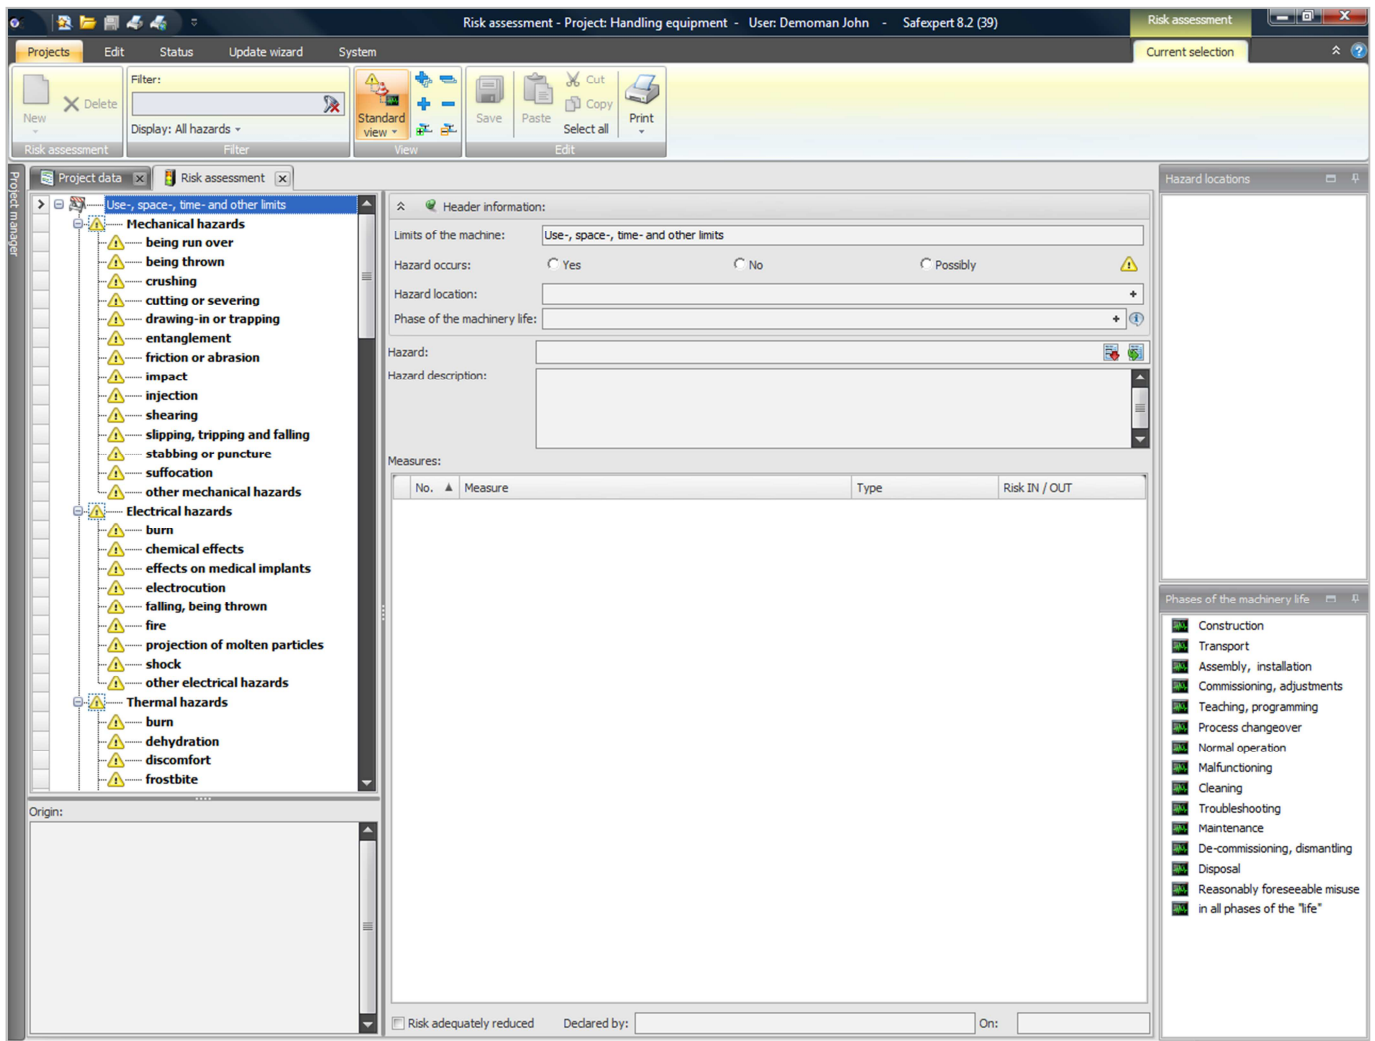 Risk assessment - Project: Handling equipment - User: Demoman John - Safexpert 8.2 (39)
Risk assessment
Projects Edit Status Update wizard System
Current selection
New
Delete
Risk assessment
Filter:
Display: All hazards
Filter
Standard view
View
Save
Paste
Cut
Copy
Select all
Print
Edit
Project manager
Project data
Risk assessment
Use-, space-, time- and other limits
Mechanical hazards
being run over
being thrown
crushing
cutting or severing
drawing-in or trapping
entanglement
friction or abrasion
impact
injection
shearing
slipping, tripping and falling
stabbing or puncture
suffocation
other mechanical hazards
Electrical hazards
burn
chemical effects
effects on medical implants
electrocution
falling, being thrown
fire
projection of molten particles
shock
other electrical hazards
Thermal hazards
burn
dehydration
discomfort
frostbite
Origin:
Header information:
Limits of the machine: Use-, space-, time- and other limits
Hazard occurs: Yes No Possibly
Hazard location:
Phase of the machinery life:
Hazard:
Hazard description:
Measures:
No. Measure Type Risk IN / OUT
Risk adequately reduced Declared by: On:
Hazard locations
Phases of the machinery life
Construction
Transport
Assembly, installation
Commissioning, adjustments
Teaching, programming
Process changeover
Normal operation
Malfunctioning
Cleaning
Troubleshooting
Maintenance
De-commissioning, dismantling
Disposal
Reasonably foreseeable misuse
in all phases of the "life"